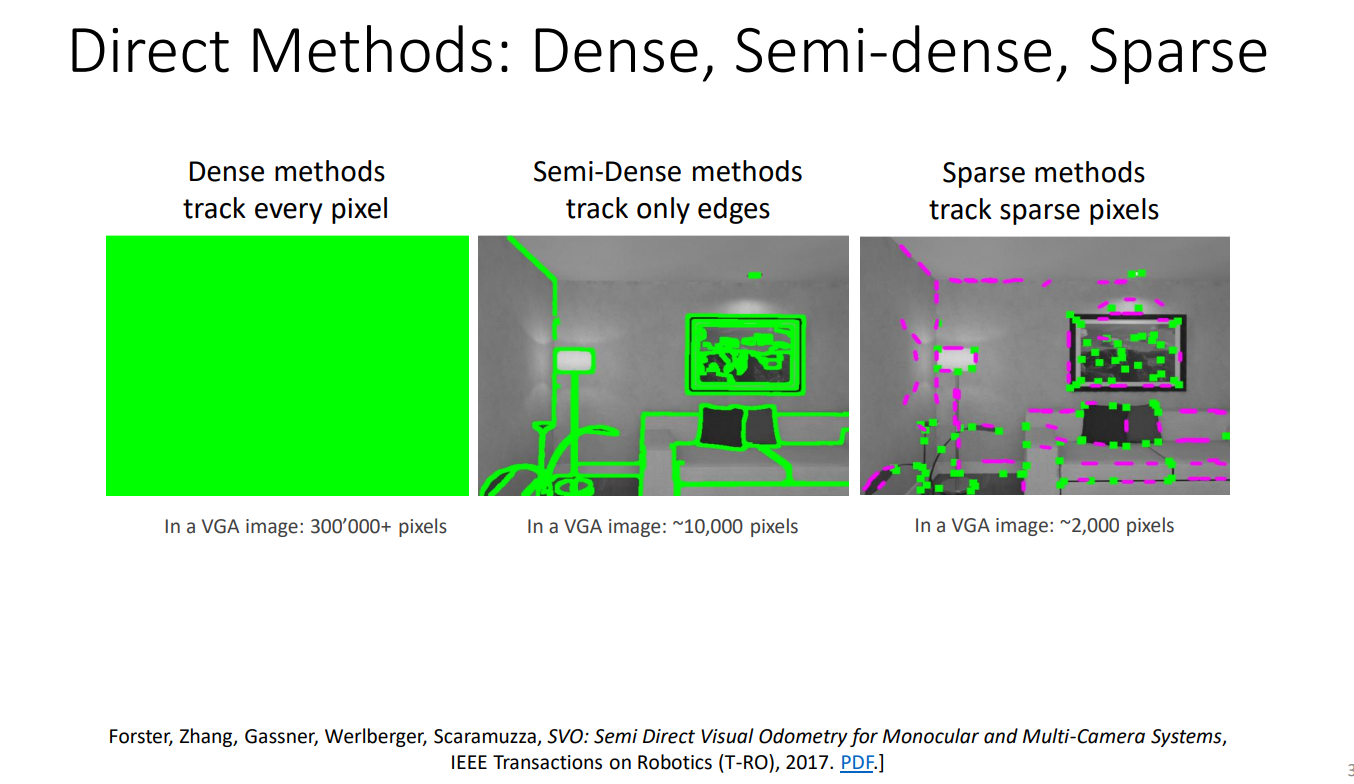 Direct Methods: Dense, Semi-dense, Sparse
Dense methods
track every pixel
Semi-Dense methods
track only edges
Sparse methods
track sparse pixels
In a VGA image: 300’000+ pixels
In a VGA image: ~10,000 pixels
In a VGA image: ~2,000 pixels
Forster, Zhang, Gassner, Werlberger, Scaramuzza, SVO: Semi Direct Visual Odometry for Monocular and Multi-Camera Systems,
IEEE Transactions on Robotics (T-RO), 2017. PDF.]